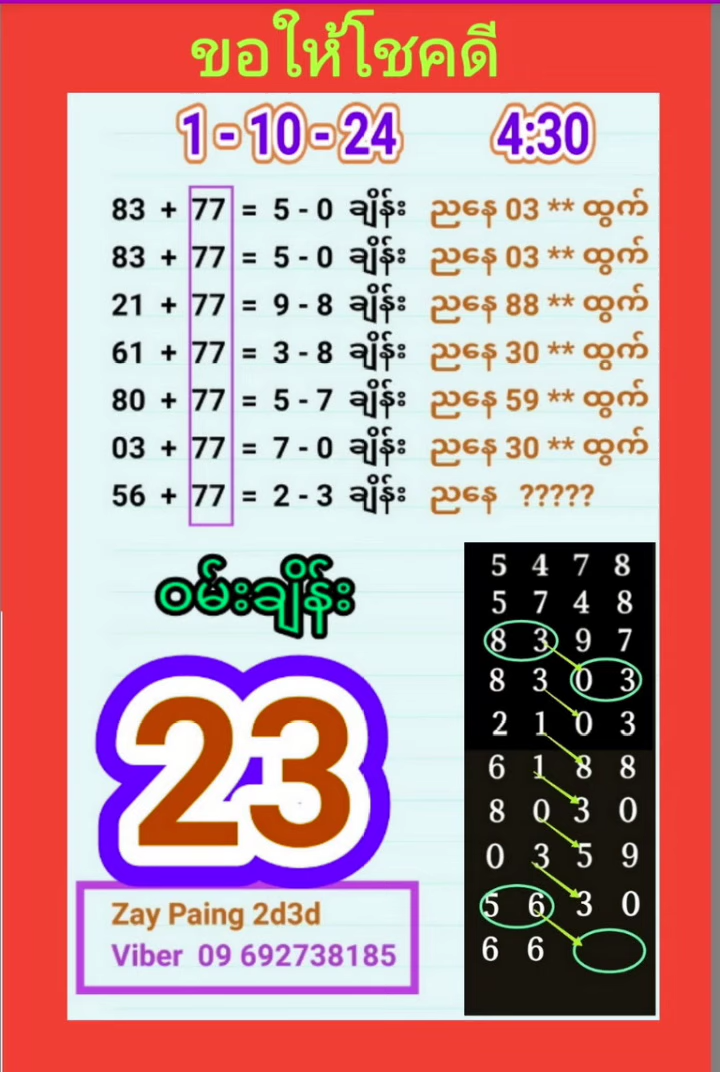 ขอให้โชคดี
1-10-24 4:30
83 + 77 = 5-0 ချိန်း ညနေ 03 ** ထွက်
83 + 77 = 5-0 ချိန်း ညနေ 03 ** ထွက်
21 + 77 = 9-8 ချိန်း ညနေ 88 ** ထွက်
61 + 77 = 3-8 ချိန်း ညနေ 30 ** ထွက်
80 + 77 = 5-7 ချိန်း ညနေ 59 ** ထွက်
03 + 77 = 7-0 ချိန်း ညနေ 30 ** ထွက်
56 + 77 = 2-3 ချိန်း ညနေ ?????
ဝမ်းချိန်း
23
Zay Paing 2d3d
Viber 09 692738185
5 4 7 8
5 7 4 8
8 3 9 7
8 3 0 3
2 1 0 3
6 1 8 8
8 0 3 0
0 3 5 9
5 6 3 0
6 6